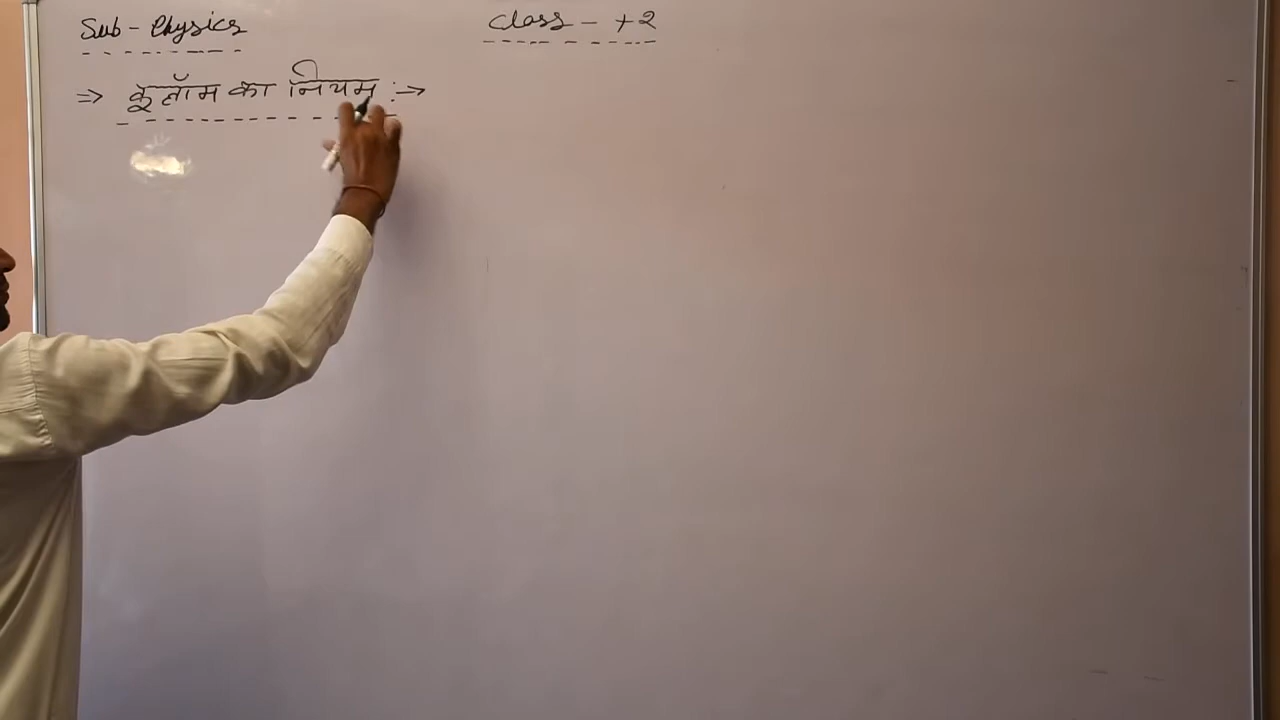 Sub - Physics
Class - +2
⇒ कूलॉम का नियम :→